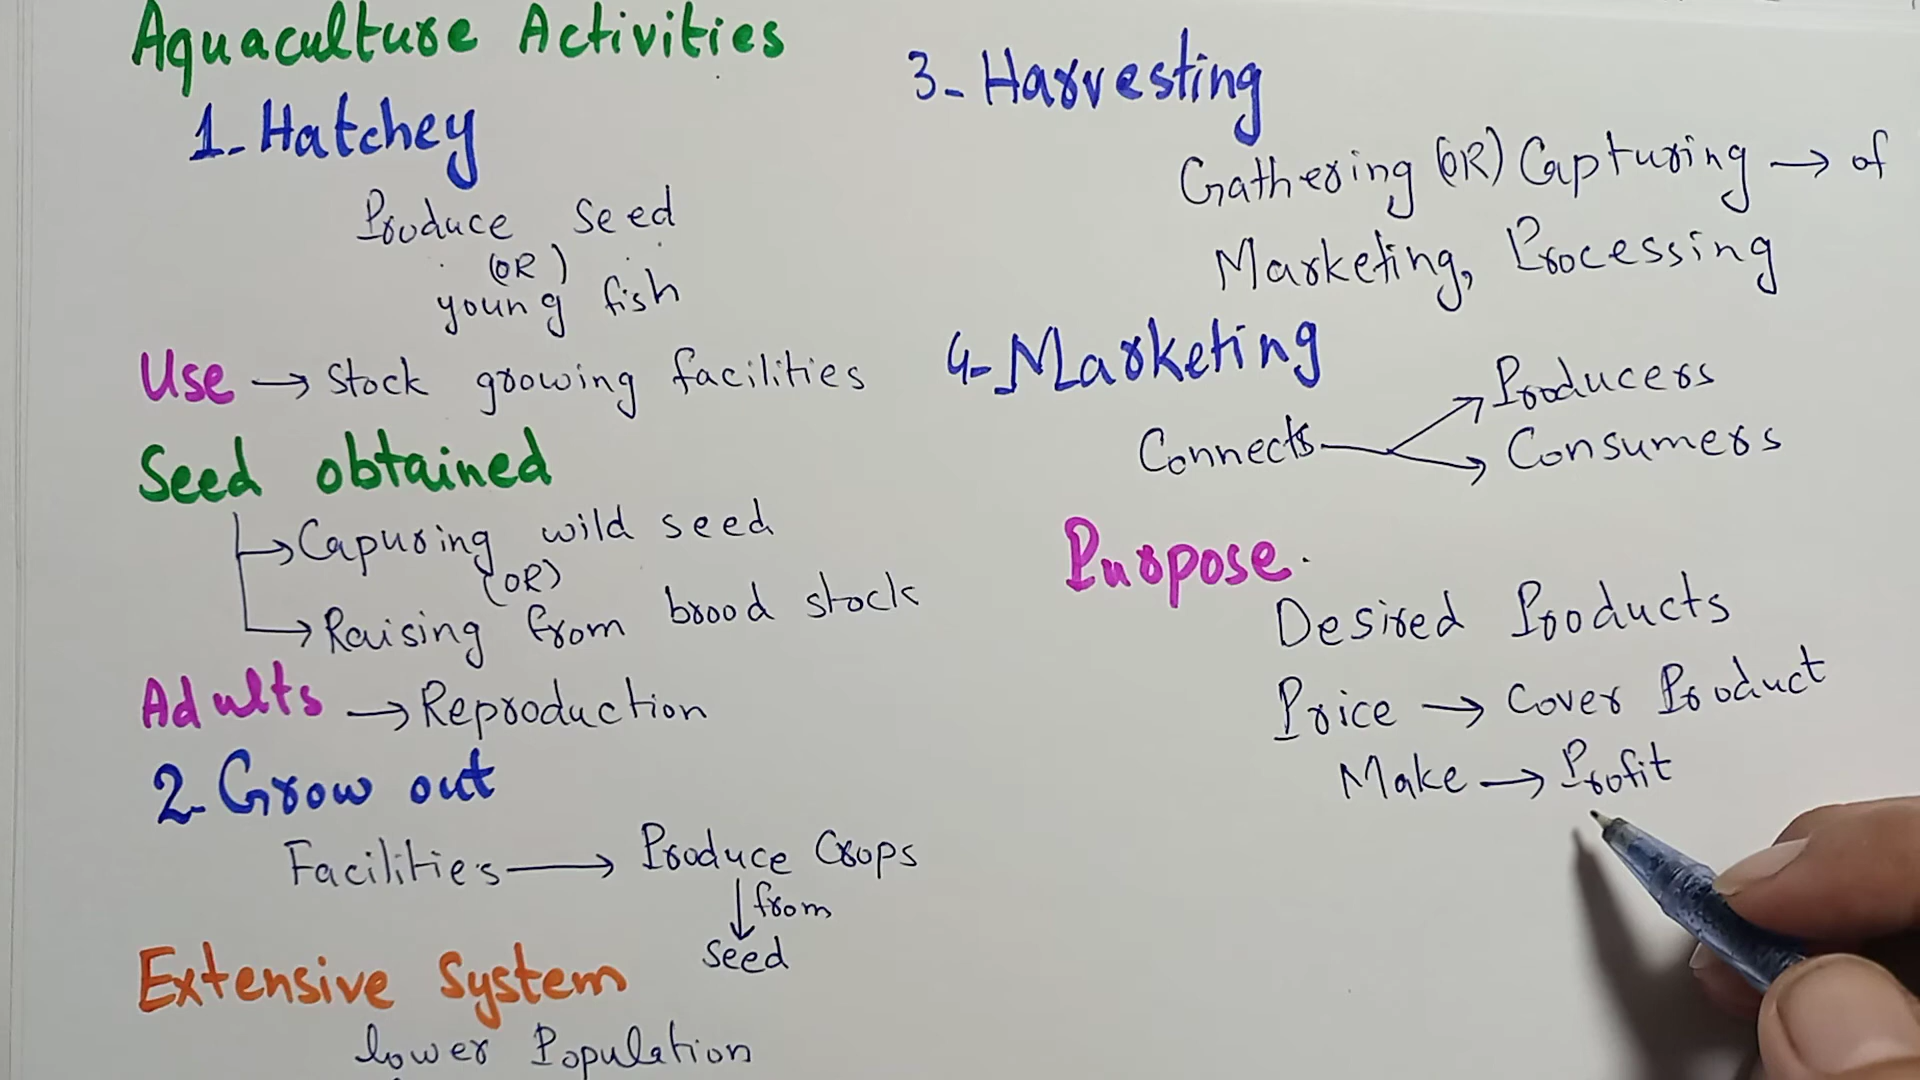 Aquaculture Activities
1-Hatchey
Produce Seed
(OR)
young fish
Use → Stock growing facilities
Seed obtained
→ Capuring wild seed
(OR)
→ Raising from brood stock
Adults → Reproduction
2-Grow out
Facilities → Produce Crops
↓ from
Seed
Extensive System
lower Population
3-Harvesting
Gathering (OR) Capturing → of
Marketing, Processing
4-Marketing
Connects → Producers
→ Consumers
Purpose.
Desired Products
Price → Cover Product
Make → Profit